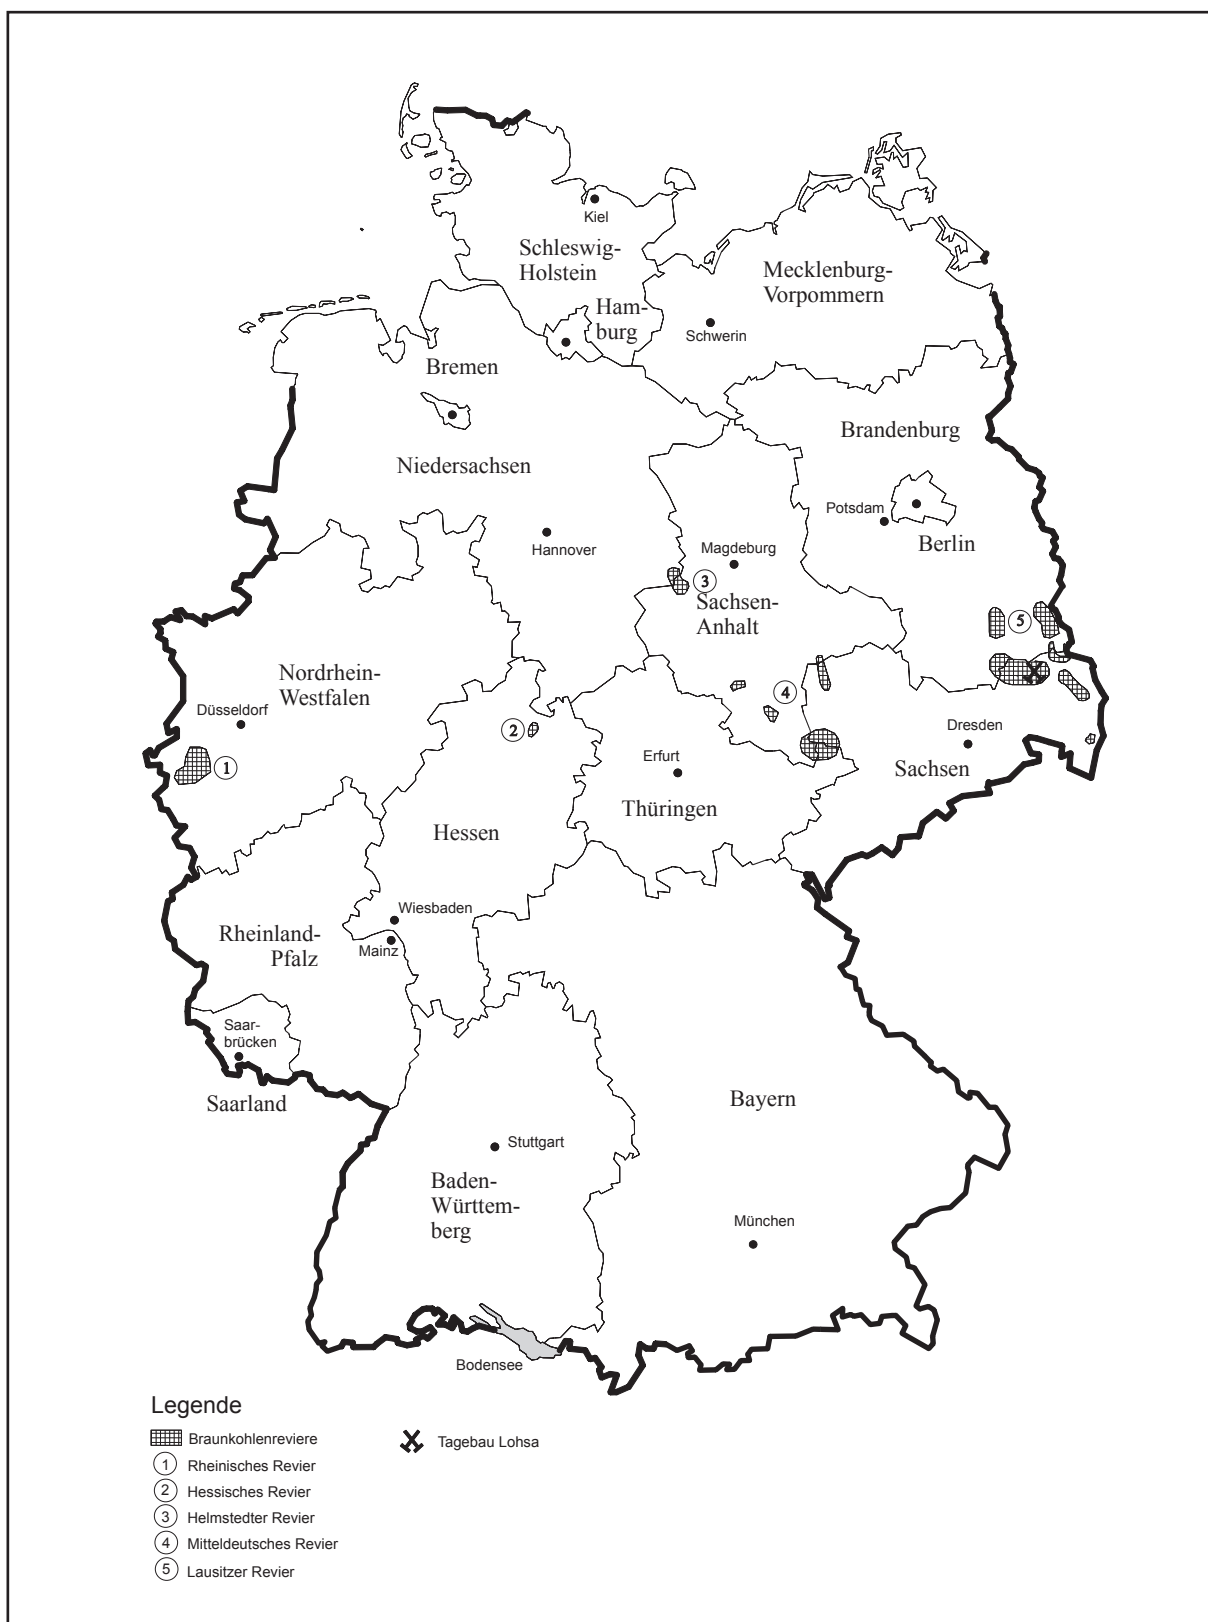 Kiel
Schleswig-
Holstein
Mecklenburg-
Vorpommern
Ham-
burg
Schwerin
Bremen
Brandenburg
Niedersachsen
Potsdam
Hannover
Berlin
Magdeburg
3
Sachsen-
Anhalt
5
Nordrhein-
Westfalen
4
Düsseldorf
2
Dresden
1
Erfurt
Sachsen
Thüringen
Hessen
Wiesbaden
Rheinland-
Pfalz
Mainz
Saar-
brücken
Saarland
Bayern
Stuttgart
Baden-
Württem-
berg
München
Bodensee
Legende
Braunkohlenreviere
Tagebau Lohsa
1 Rheinisches Revier
2 Hessisches Revier
3 Helmstedter Revier
4 Mitteldeutsches Revier
5 Lausitzer Revier